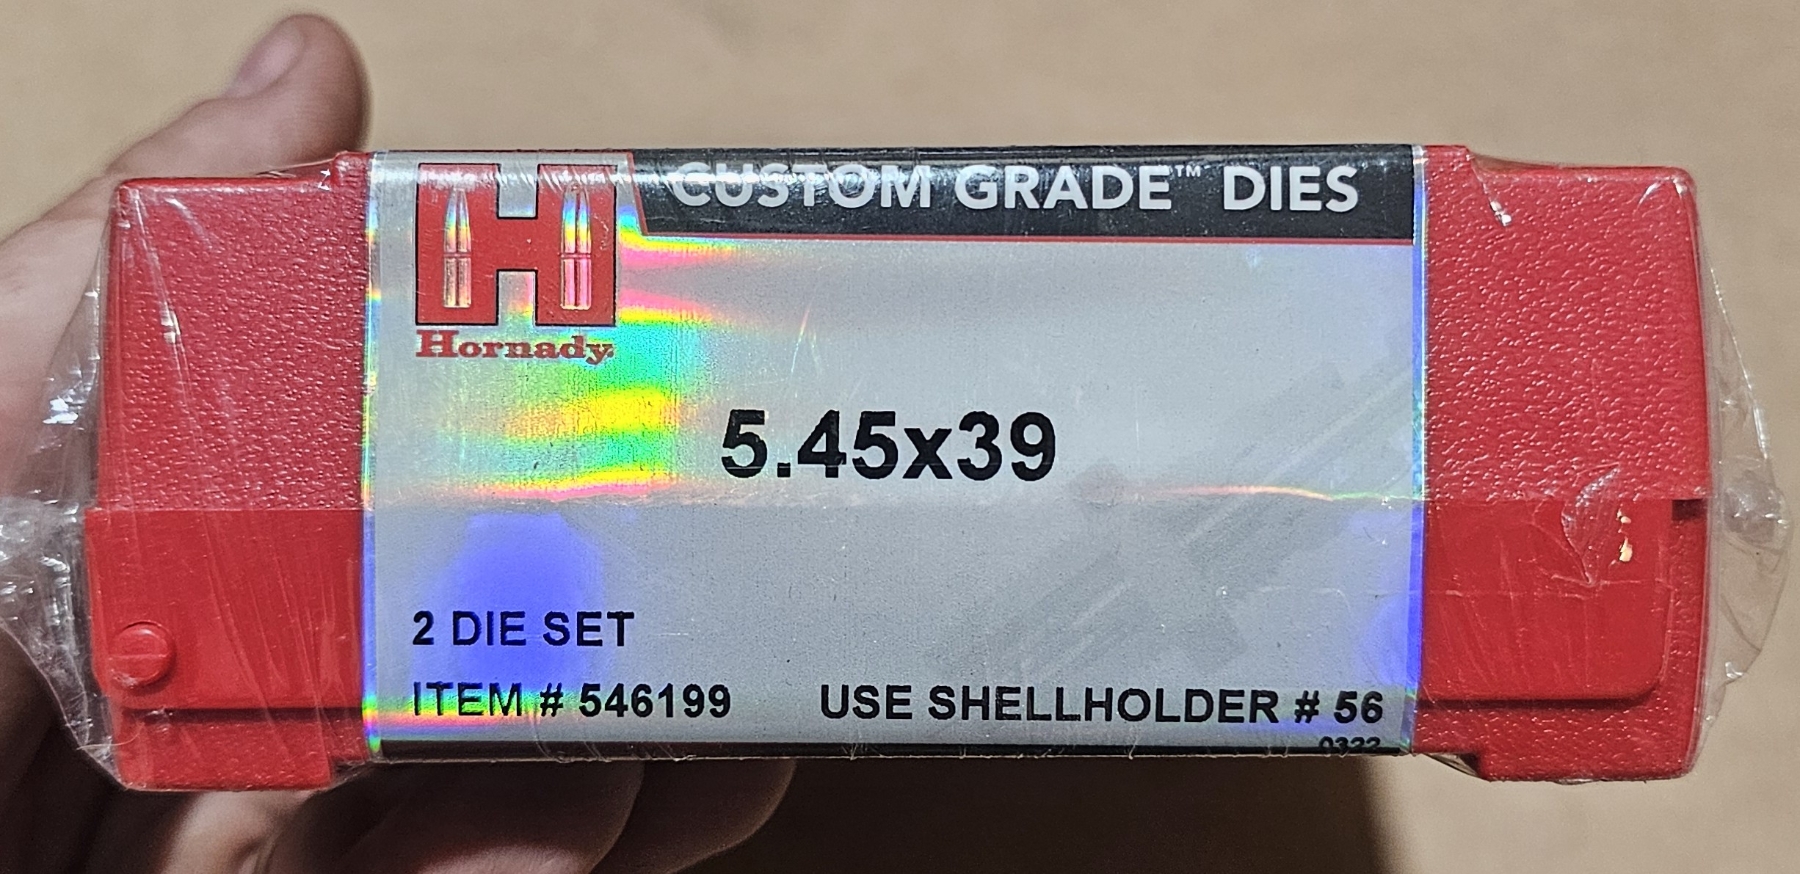 CUSTOM GRADE™ DIES
H
Hornady
5.45x39
2 DIE SET
ITEM # 546199 USE SHELLHOLDER # 56
0322